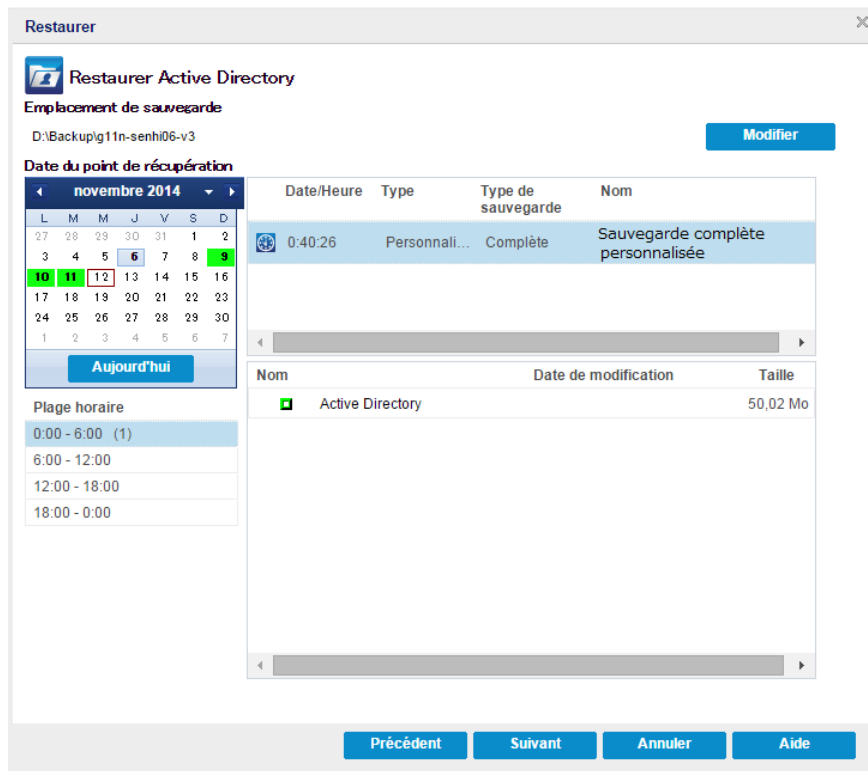 Restaurer
Restaurer Active Directory
Emplacement de sauvegarde
D:\Backup\g11n-senhi06-v3
Modifier
Date du point de récupération
novembre 2014
L M M J V S D
27 28 29 30 31 1 2
3 4 5 6 7 8 9
10 11 12 13 14 15 16
17 18 19 20 21 22 23
24 25 26 27 28 29 30
1 2 3 4 5 6 7
Aujourd'hui
Plage horaire
0:00 - 6:00 (1)
6:00 - 12:00
12:00 - 18:00
18:00 - 0:00
Date/Heure Type Type de sauvegarde Nom
0:40:26 Personnali... Complète Sauvegarde complète personnalisée
Nom Date de modification Taille
Active Directory 50,02 Mo
Précédent Suivant Annuler Aide